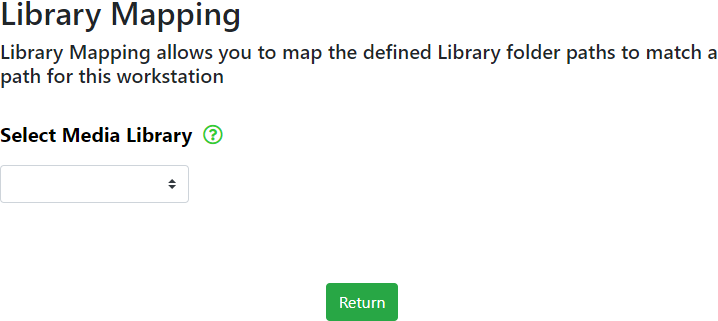 Library Mapping
Library Mapping allows you to map the defined Library folder paths to match a
path for this workstation
Select Media Library
Return